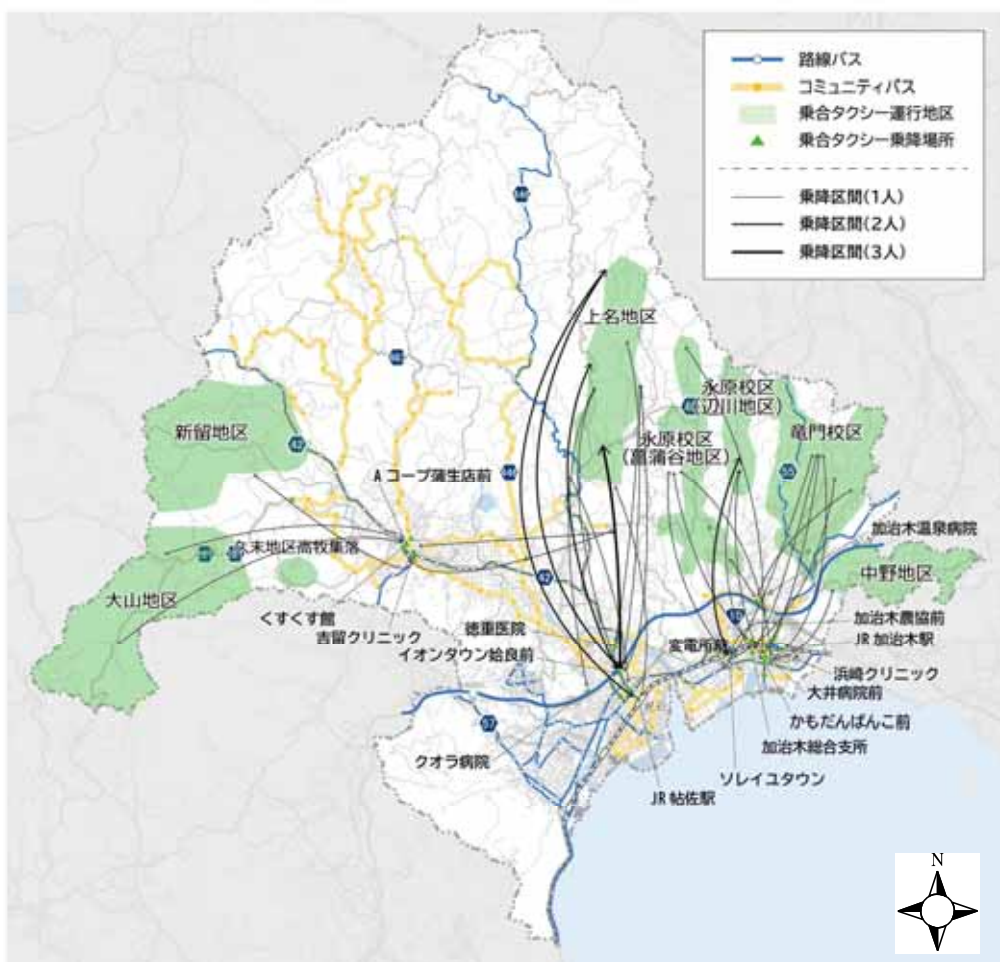 路線バス
コミュニティバス
乗合タクシー運行地区
乗合タクシー乗降場所
乗降区間(1人)
乗降区間(2人)
乗降区間(3人)
上名地区
永原校区
(辺川地区)
竜門校区
永原校区
(菖蒲谷地区)
新留地区
42
Aコープ蒲生店前
446
55
加治木温泉病院
久末地区高牧集落
42
中野地区
大山地区
くすくす館
吉留クリニック
徳重医院
イオンタウン姶良前
10
変電所前
加治木農協前
JR 加治木駅
浜崎クリニック
大井病院前
かもだんばんこ前
加治木総合支所
ソレイユタウン
57
クオラ病院
JR 帖佐駅
N